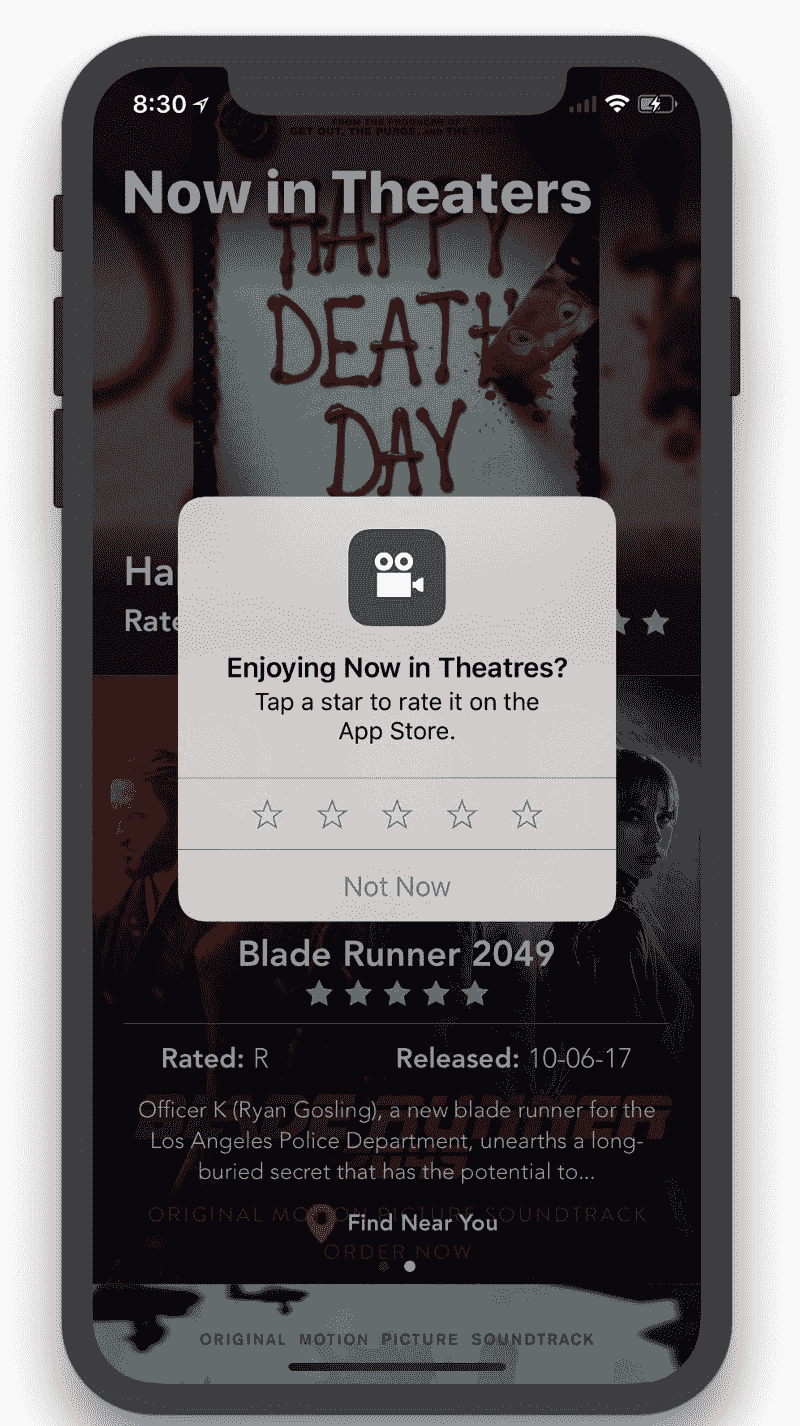 8:30
FROM THE PRODUCER OF
GET OUT, THE PURGE, AND THE VISIT
Now in Theaters
HAPPY
DEATH
DAY
Ha
Rate
Enjoying Now in Theatres?
Tap a star to rate it on the
App Store.
Not Now
Blade Runner 2049
Rated: R
Released: 10-06-17
Officer K (Ryan Gosling), a new blade runner for the
Los Angeles Police Department, unearths a long-
buried secret that has the potential to...
BLADE RUNNER
2049
ORIGINAL MOTION PICTURE SOUNDTRACK
Find Near You
ORDER NOW
ORIGINAL MOTION PICTURE SOUNDTRACK